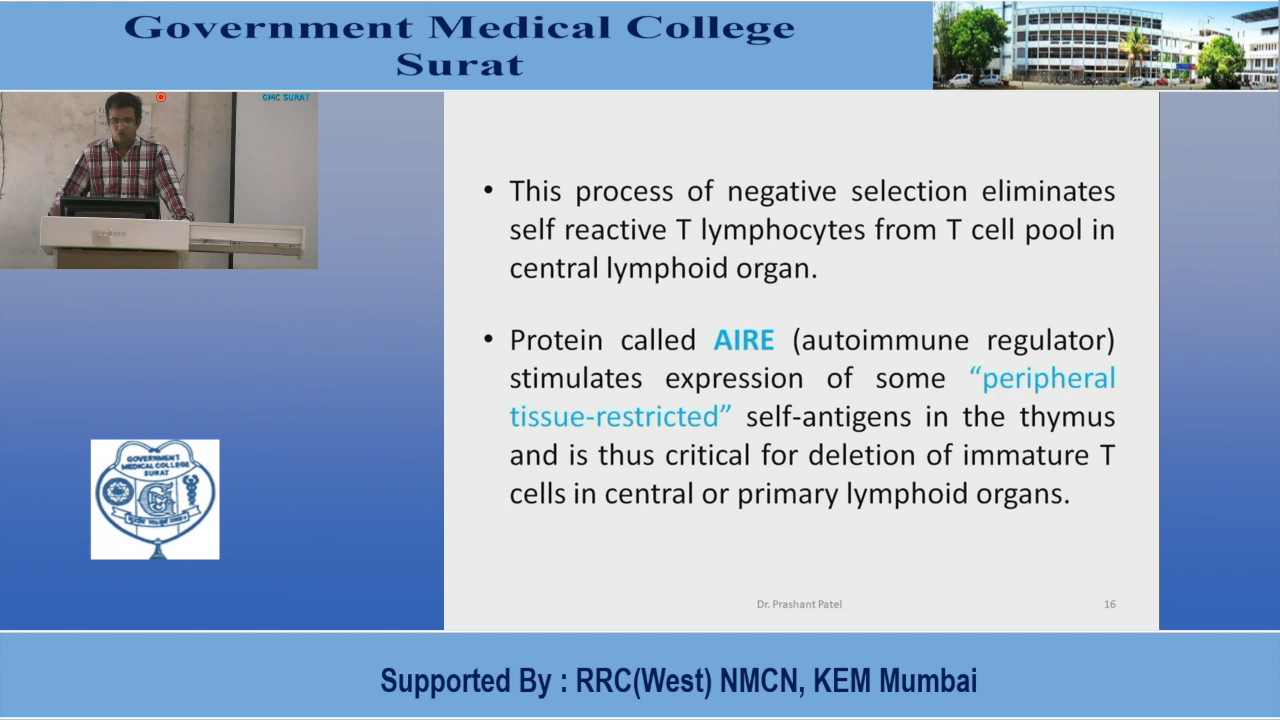 Government Medical College
Surat
GMC SURAT
• This process of negative selection eliminates
self reactive T lymphocytes from T cell pool in
central lymphoid organ.
• Protein called AIRE (autoimmune regulator)
stimulates expression of some “peripheral
tissue-restricted” self-antigens in the thymus
and is thus critical for deletion of immature T
cells in central or primary lymphoid organs.
GOVERNMENT
MEDICAL COLLEGE
SURAT
Dr. Prashant Patel
16
Supported By : RRC(West) NMCN, KEM Mumbai